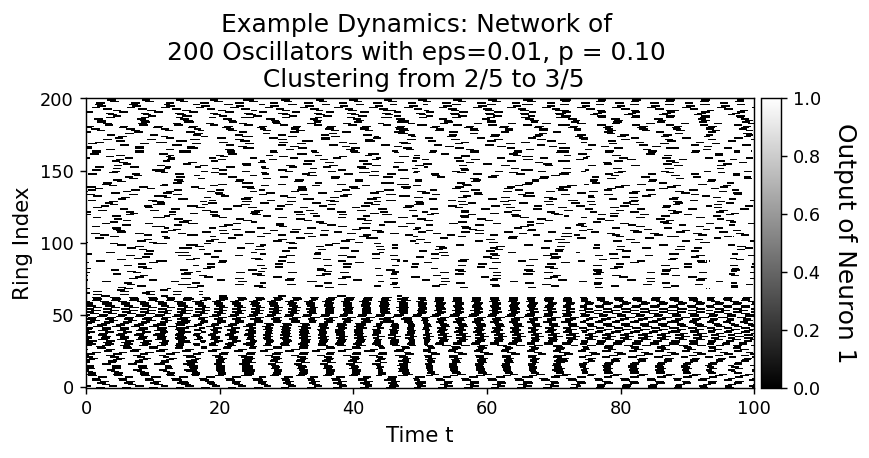 Example Dynamics: Network of
200 Oscillators with eps=0.01, p = 0.10
Clustering from 2/5 to 3/5
200
150
100
50
0
Ring Index
0 20 40 60 80 100
Time t
1.0
0.8
0.6
0.4
0.2
0.0
Output of Neuron 1